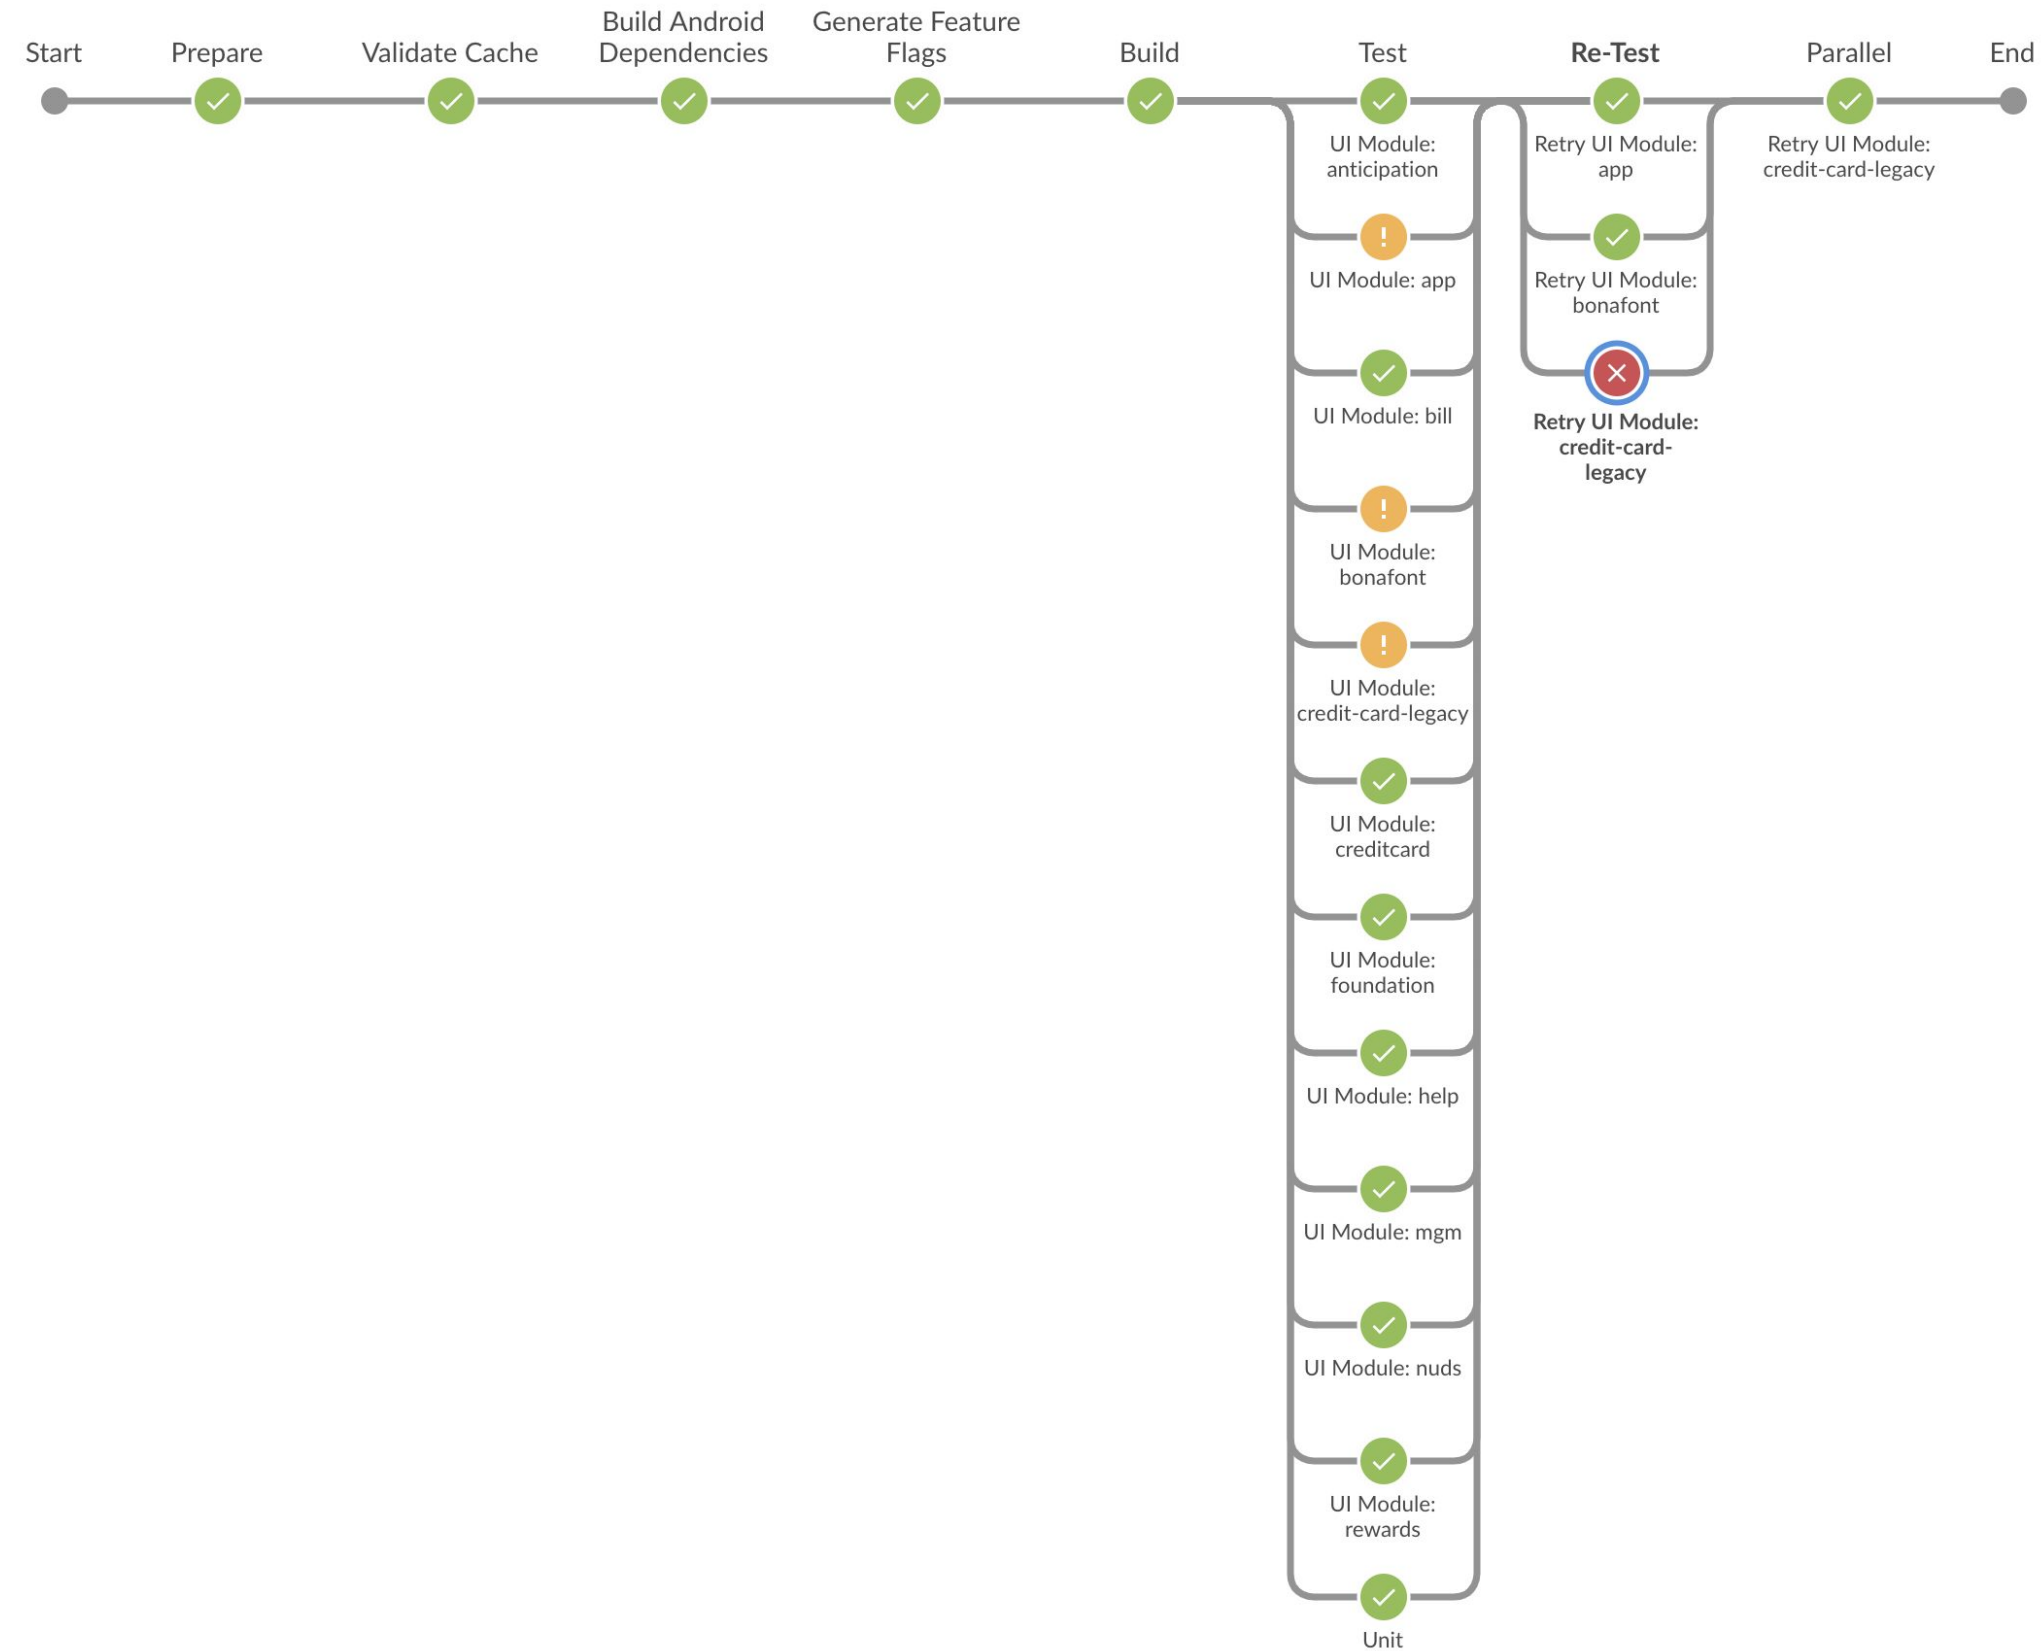 Start
Prepare
Validate Cache
Build Android
Dependencies
Generate Feature
Flags
Build
Test
Re-Test
Parallel
End
UI Module:
anticipation
UI Module: app
UI Module: bill
UI Module:
bonafont
UI Module:
credit-card-legacy
UI Module:
creditcard
UI Module:
foundation
UI Module: help
UI Module: mgm
UI Module: nuds
UI Module:
rewards
Unit
Retry UI Module:
app
Retry UI Module:
bonafont
Retry UI Module:
credit-card-
legacy
Retry UI Module:
credit-card-legacy